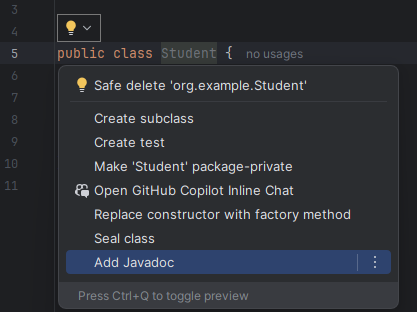 3
4
5 public class Student { no usages
6
7
8
9
10
11
Safe delete 'org.example.Student'
Create subclass
Create test
Make 'Student' package-private
Open GitHub Copilot Inline Chat
Replace constructor with factory method
Seal class
Add Javadoc
Press Ctrl+Q to toggle preview